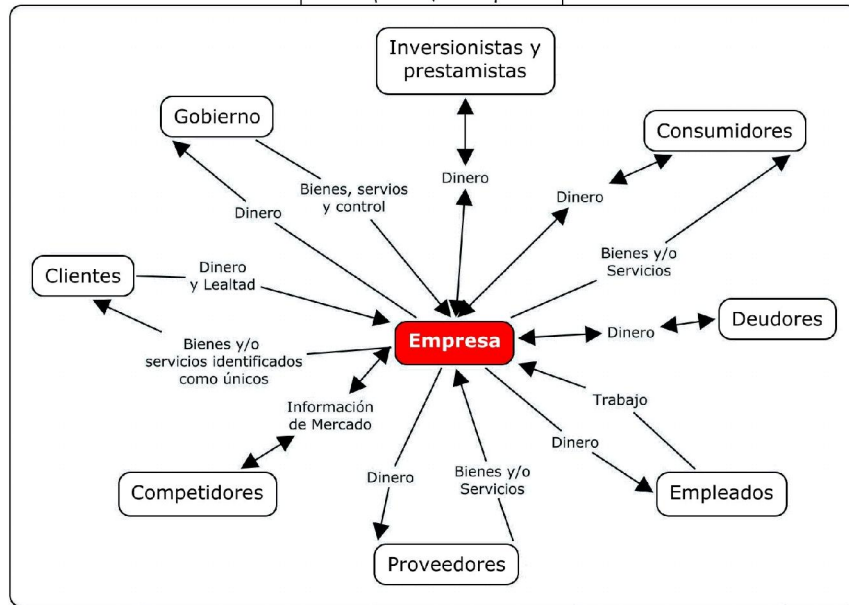 Inversionistas y
prestamistas
Gobierno
Consumidores
Bienes, servios
y control
Dinero
Dinero
Dinero
Bienes y/o
Servicios
Clientes
Dinero
y Lealtad
Deudores
Dinero
Empresa
Bienes y/o
servicios identificados
como únicos
Información
de Mercado
Trabajo
Dinero
Competidores
Dinero
Bienes y/o
Servicios
Empleados
Proveedores